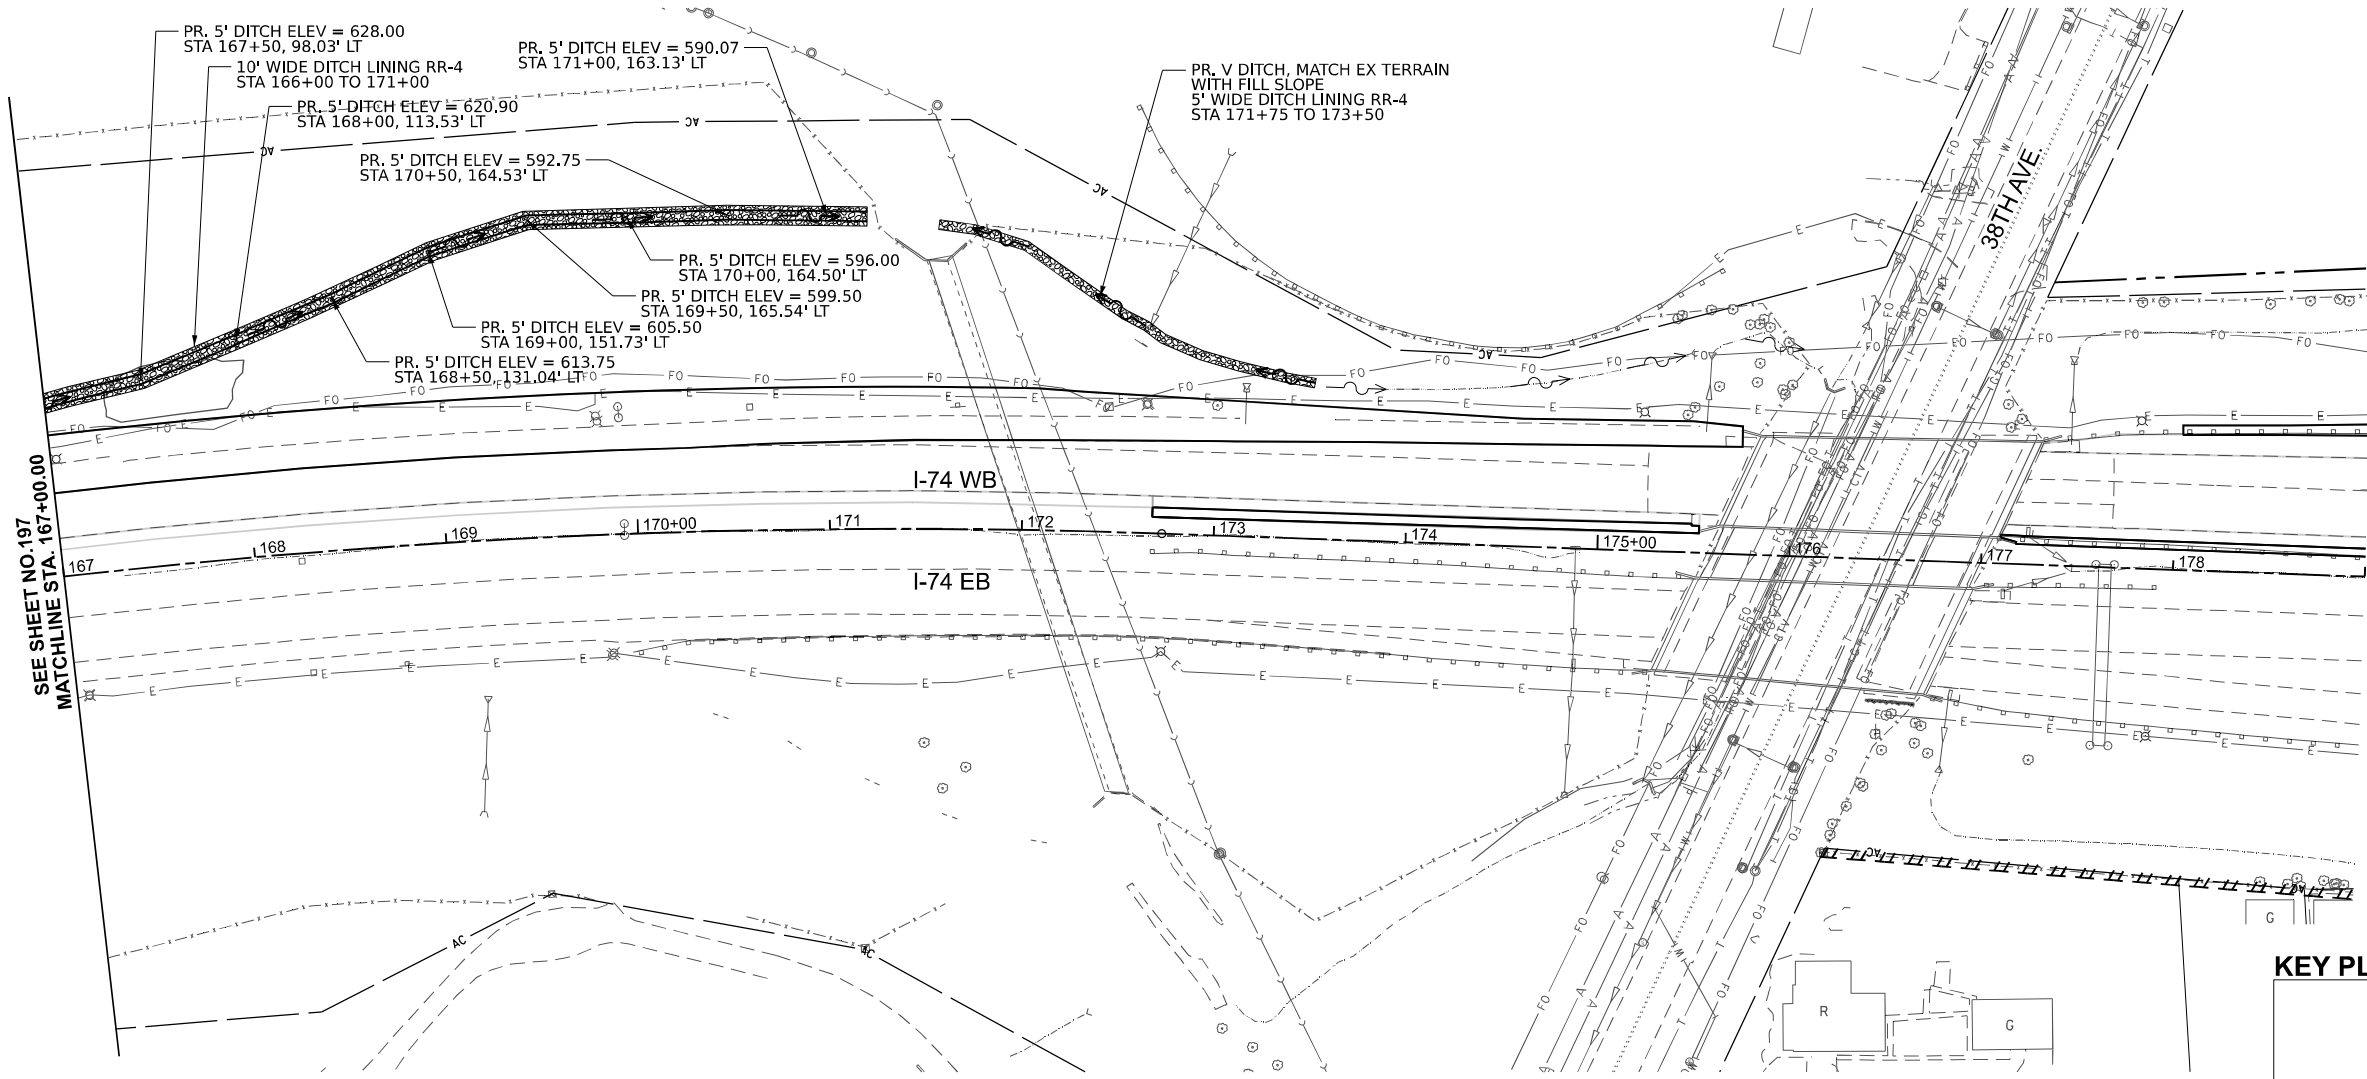 PR. 5' DITCH ELEV = 628.00
STA 167+50, 98.03' LT
10' WIDE DITCH LINING RR-4
STA 166+00 TO 171+00
PR. 5' DITCH ELEV = 620.90
STA 168+00, 113.53' LT
PR. 5' DITCH ELEV = 590.07
STA 171+00, 163.13' LT
PR. 5' DITCH ELEV = 592.75
STA 170+50, 164.53' LT
PR. V DITCH, MATCH EX TERRAIN
WITH FILL SLOPE
5' WIDE DITCH LINING RR-4
STA 171+75 TO 173+50
PR. 5' DITCH ELEV = 596.00
STA 170+00, 164.50' LT
PR. 5' DITCH ELEV = 599.50
STA 169+50, 165.54' LT
PR. 5' DITCH ELEV = 605.50
STA 169+00, 151.73' LT
PR. 5' DITCH ELEV = 613.75
STA 168+50, 131.04' LT
38TH AVE.
SEE SHEET NO.197
MATCHLINE STA. 167+00.00
I-74 WB
167
168
169
170+00
171
172
173
174
175+00
176
177
178
I-74 EB
AC
AC
AC
AC
AC
AC
AC
AC
R
G
G
KEY PL